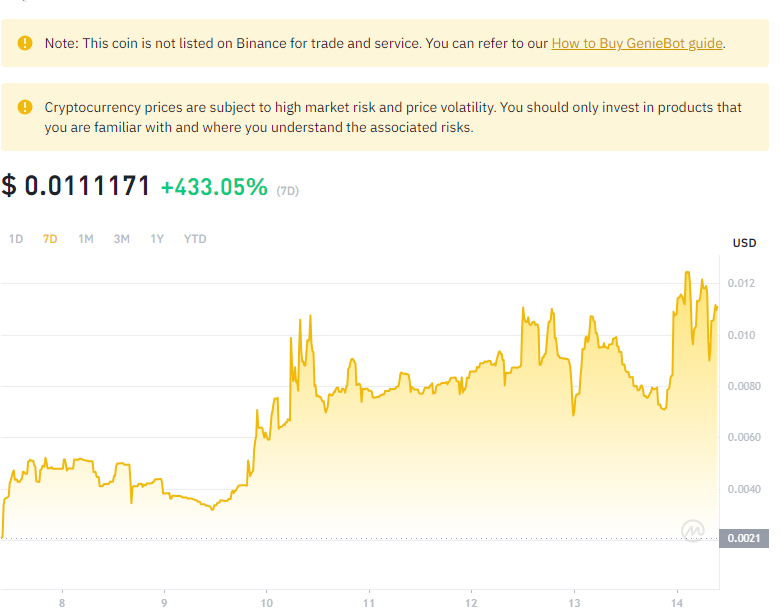 Note: This coin is not listed on Binance for trade and service. You can refer to our How to Buy GenieBot guide.
Cryptocurrency prices are subject to high market risk and price volatility. You should only invest in products that
you are familiar with and where you understand the associated risks.
$ 0.0111171 +433.05% (7D)
1D 7D 1M 3M 1Y YTD
USD
0.012
0.010
0.0080
0.0060
0.0040
0.0021
8 9 10 11 12 13 14